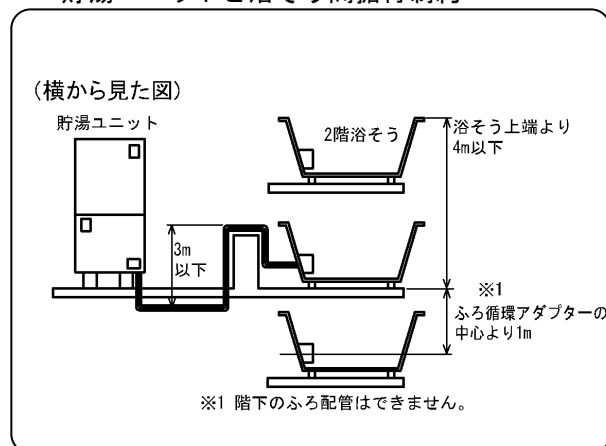 (横から見た図)
貯湯ユニット
2階浴そう
浴そう上端より
4m以下
3m
以下
※1
ふろ循環アダプターの
中心より1m
※1 階下のふろ配管はできません。